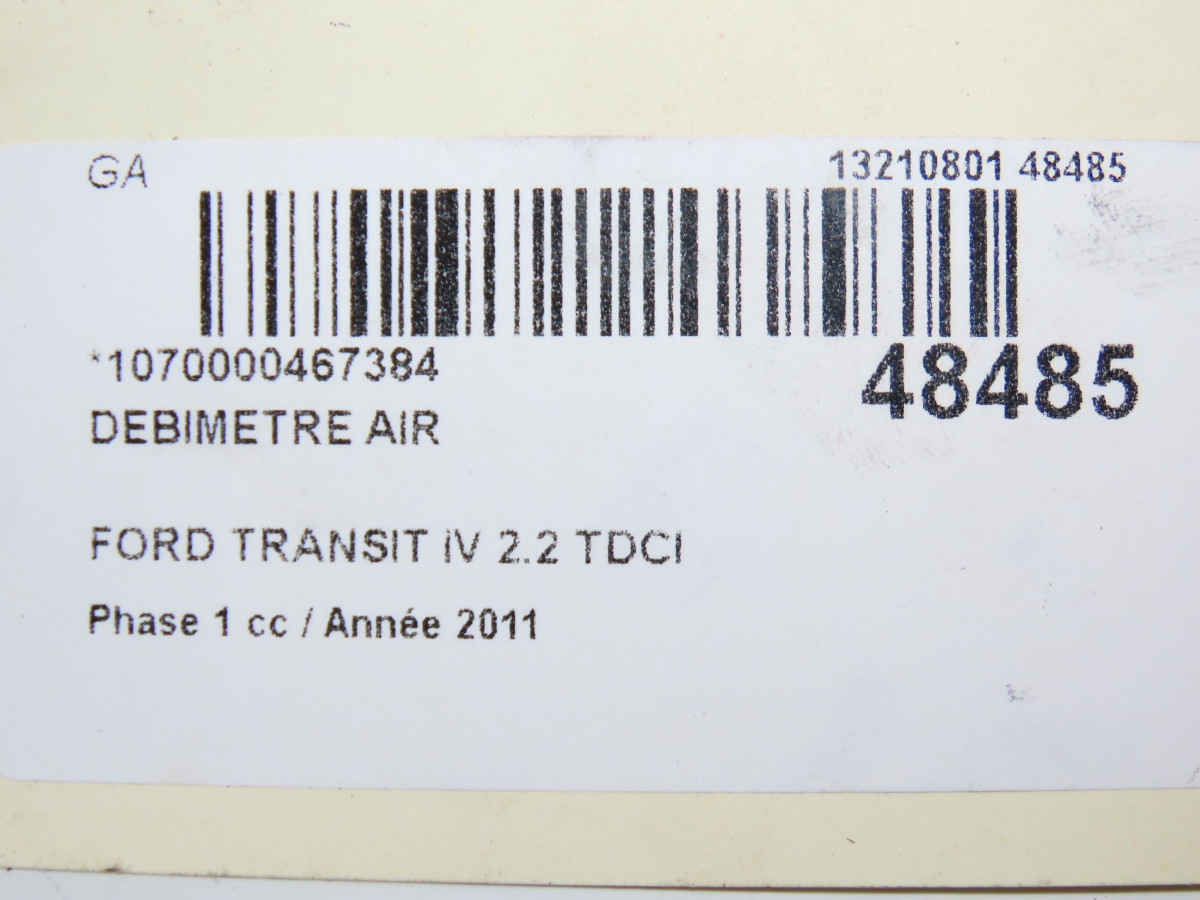 GA
13210801 48485
*1070000467384
48485
DEBIMETRE AIR
FORD TRANSIT IV 2.2 TDCI
Phase 1 cc / Année 2011